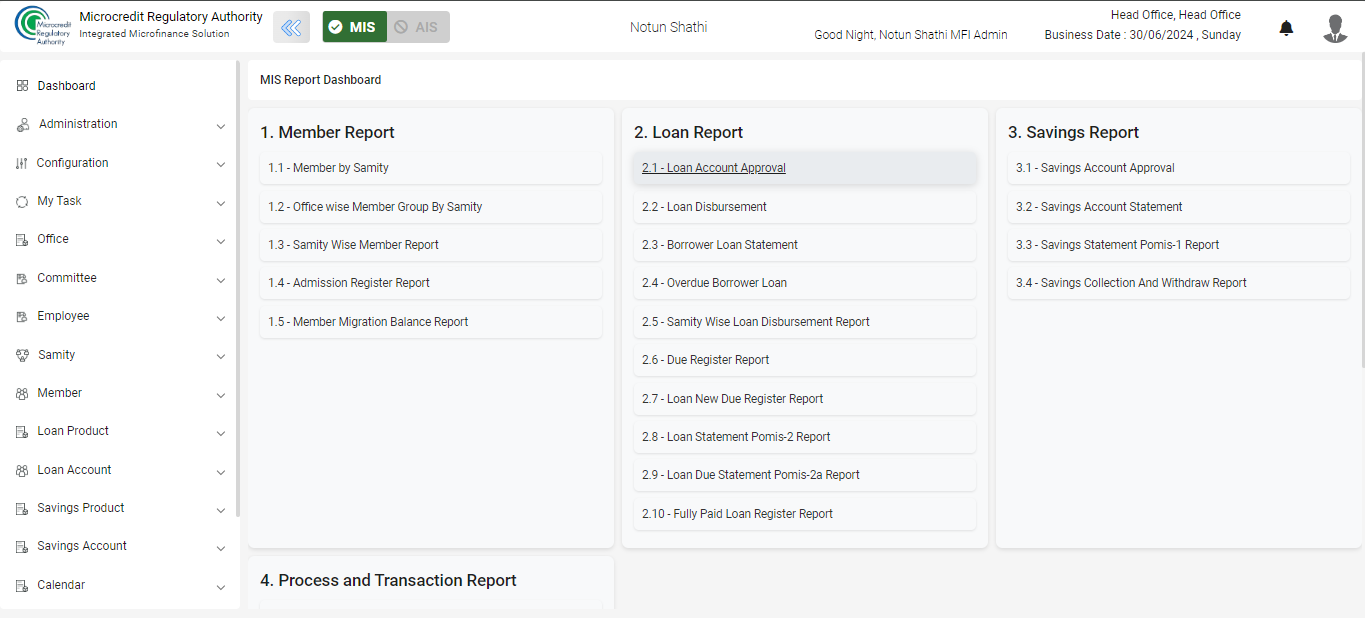 Microcredit
Regulatory
Authority
Microcredit Regulatory Authority
Integrated Microfinance Solution
MIS
AIS
Notun Shathi
Good Night, Notun Shathi MFI Admin
Head Office, Head Office
Business Date : 30/06/2024 , Sunday
Dashboard
Administration
Configuration
My Task
Office
Committee
Employee
Samity
Member
Loan Product
Loan Account
Savings Product
Savings Account
Calendar
MIS Report Dashboard
1. Member Report
1.1 - Member by Samity
1.2 - Office wise Member Group By Samity
1.3 - Samity Wise Member Report
1.4 - Admission Register Report
1.5 - Member Migration Balance Report
2. Loan Report
2.1 - Loan Account Approval
2.2 - Loan Disbursement
2.3 - Borrower Loan Statement
2.4 - Overdue Borrower Loan
2.5 - Samity Wise Loan Disbursement Report
2.6 - Due Register Report
2.7 - Loan New Due Register Report
2.8 - Loan Statement Pomis-2 Report
2.9 - Loan Due Statement Pomis-2a Report
2.10 - Fully Paid Loan Register Report
3. Savings Report
3.1 - Savings Account Approval
3.2 - Savings Account Statement
3.3 - Savings Statement Pomis-1 Report
3.4 - Savings Collection And Withdraw Report
4. Process and Transaction Report